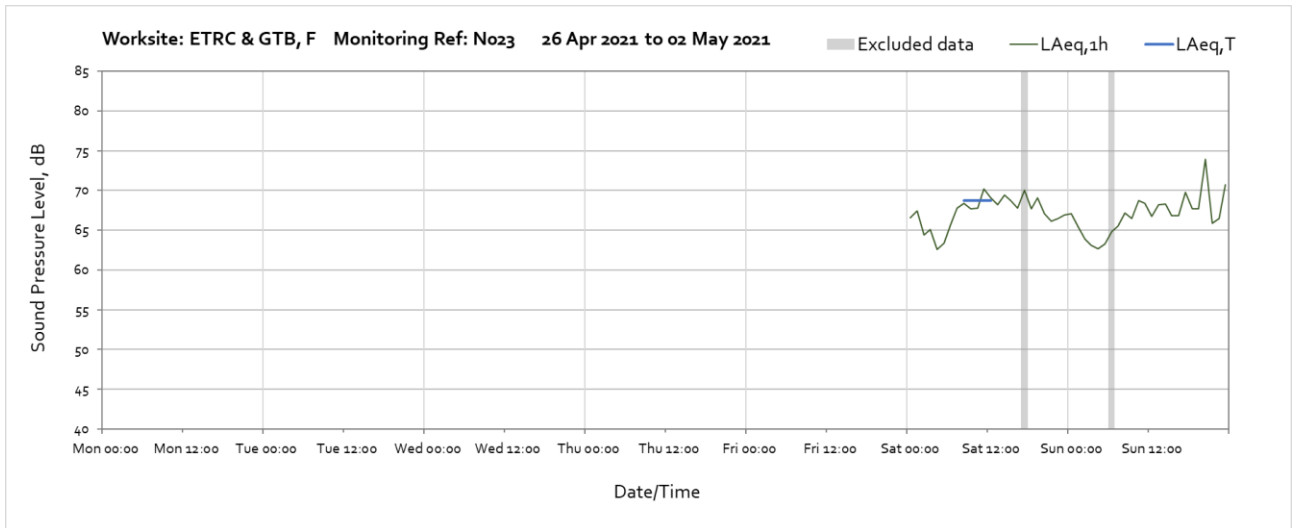 Worksite: ETRC & GTB, F Monitoring Ref: N023 26 Apr 2021 to 02 May 2021
Excluded data LAeq,1h LAeq,T
85
80
75
70
65
60
55
50
45
40
Sound Pressure Level, dB
Mon 00:00 Mon 12:00 Tue 00:00 Tue 12:00 Wed 00:00 Wed 12:00 Thu 00:00 Thu 12:00 Fri 00:00 Fri 12:00 Sat 00:00 Sat 12:00 Sun 00:00 Sun 12:00
Date/Time